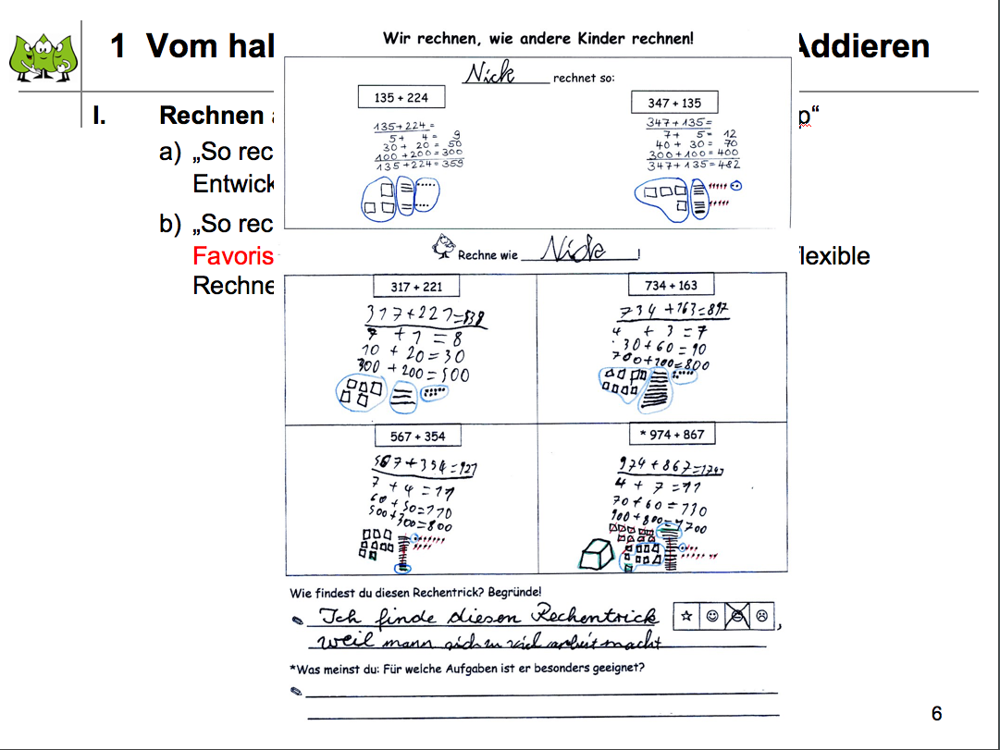 1 Vom hal
Addieren
Wir rechnen, wie andere Kinder rechnen!
Nick rechnet so:
I. Rechnen
p“
a) „So rec
Entwick
b) „So rec
Favoris
flexible
Rechne
135 + 224
135+224=
5+ 4= 9
30+ 20= 50
100+200=300
135+224=359
347 + 135
347+135=
7+ 5= 12
40+ 30= 70
300+100=400
347+135=482
Rechne wie Nick!
317 + 221
317+221=538
7 + 1 = 8
10 + 20 = 30
300 + 200 = 500
734 + 163
734 +163=897
4 + 3 = 7
30+60=90
700+100=800
567 + 354
567+354=921
7 + 4 = 11
60 + 50=110
500+300=800
* 974 + 867
974+867=
4 + 7 =11
70+60=130
900+800=1700
Wie findest du diesen Rechentrick? Begründe!
Ich finde diesen Rechentrick ,
weil mann sich zu viel arbeit macht
*Was meinst du: Für welche Aufgaben ist er besonders geeignet?
6